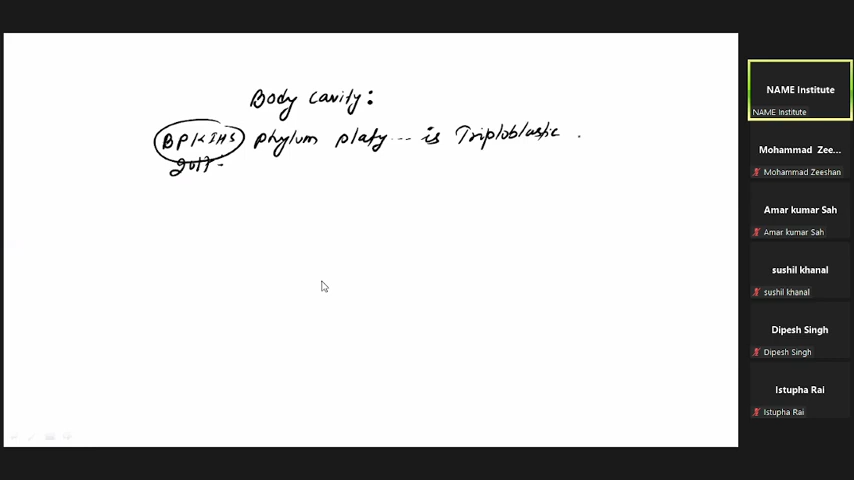 Body cavity:
BPKIHS phylum platy... is Triploblastic.
2017.
NAME Institute
NAME Institute
Mohammad Zee...
Mohammad Zeeshan
Amar kumar Sah
Amar kumar Sah
sushil khanal
sushil khanal
Dipesh Singh
Dipesh Singh
Istupha Rai
Istupha Rai